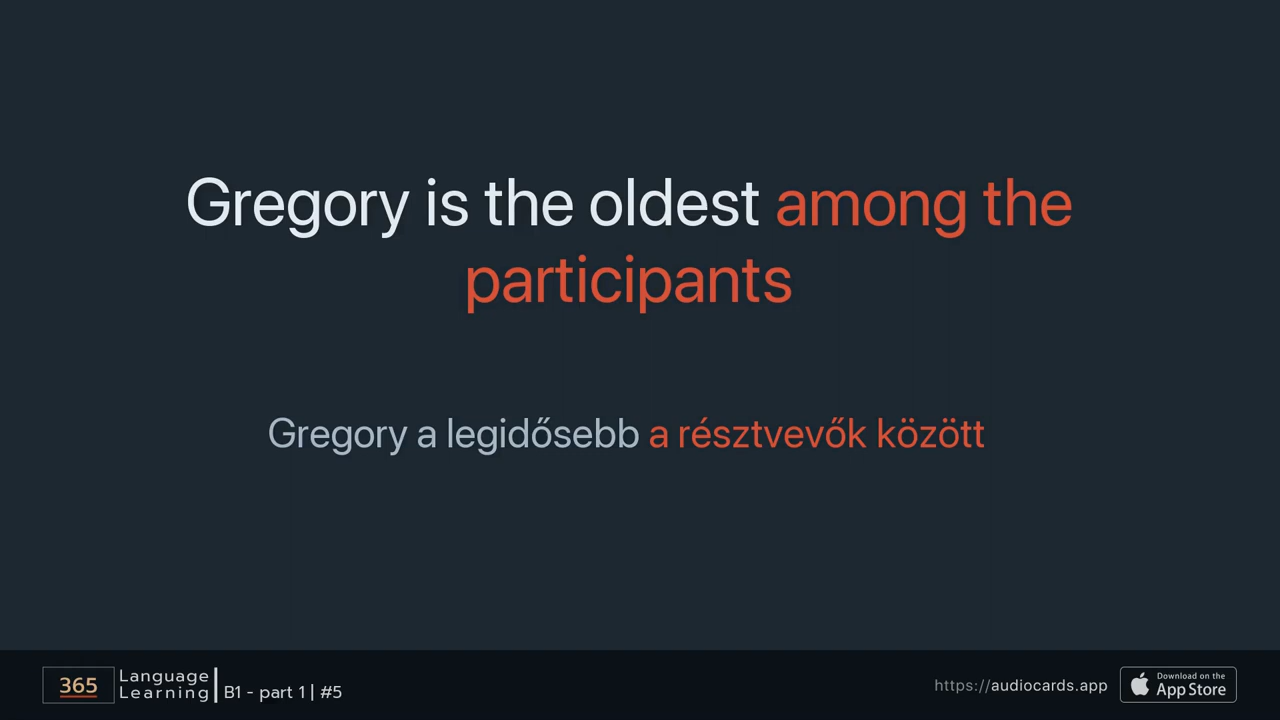 Gregory is the oldest among the
participants
Gregory a legidősebb a résztvevők között
365
Language
Learning
B1 - part 1 | #5
https://audiocards.app
Download on the
App Store